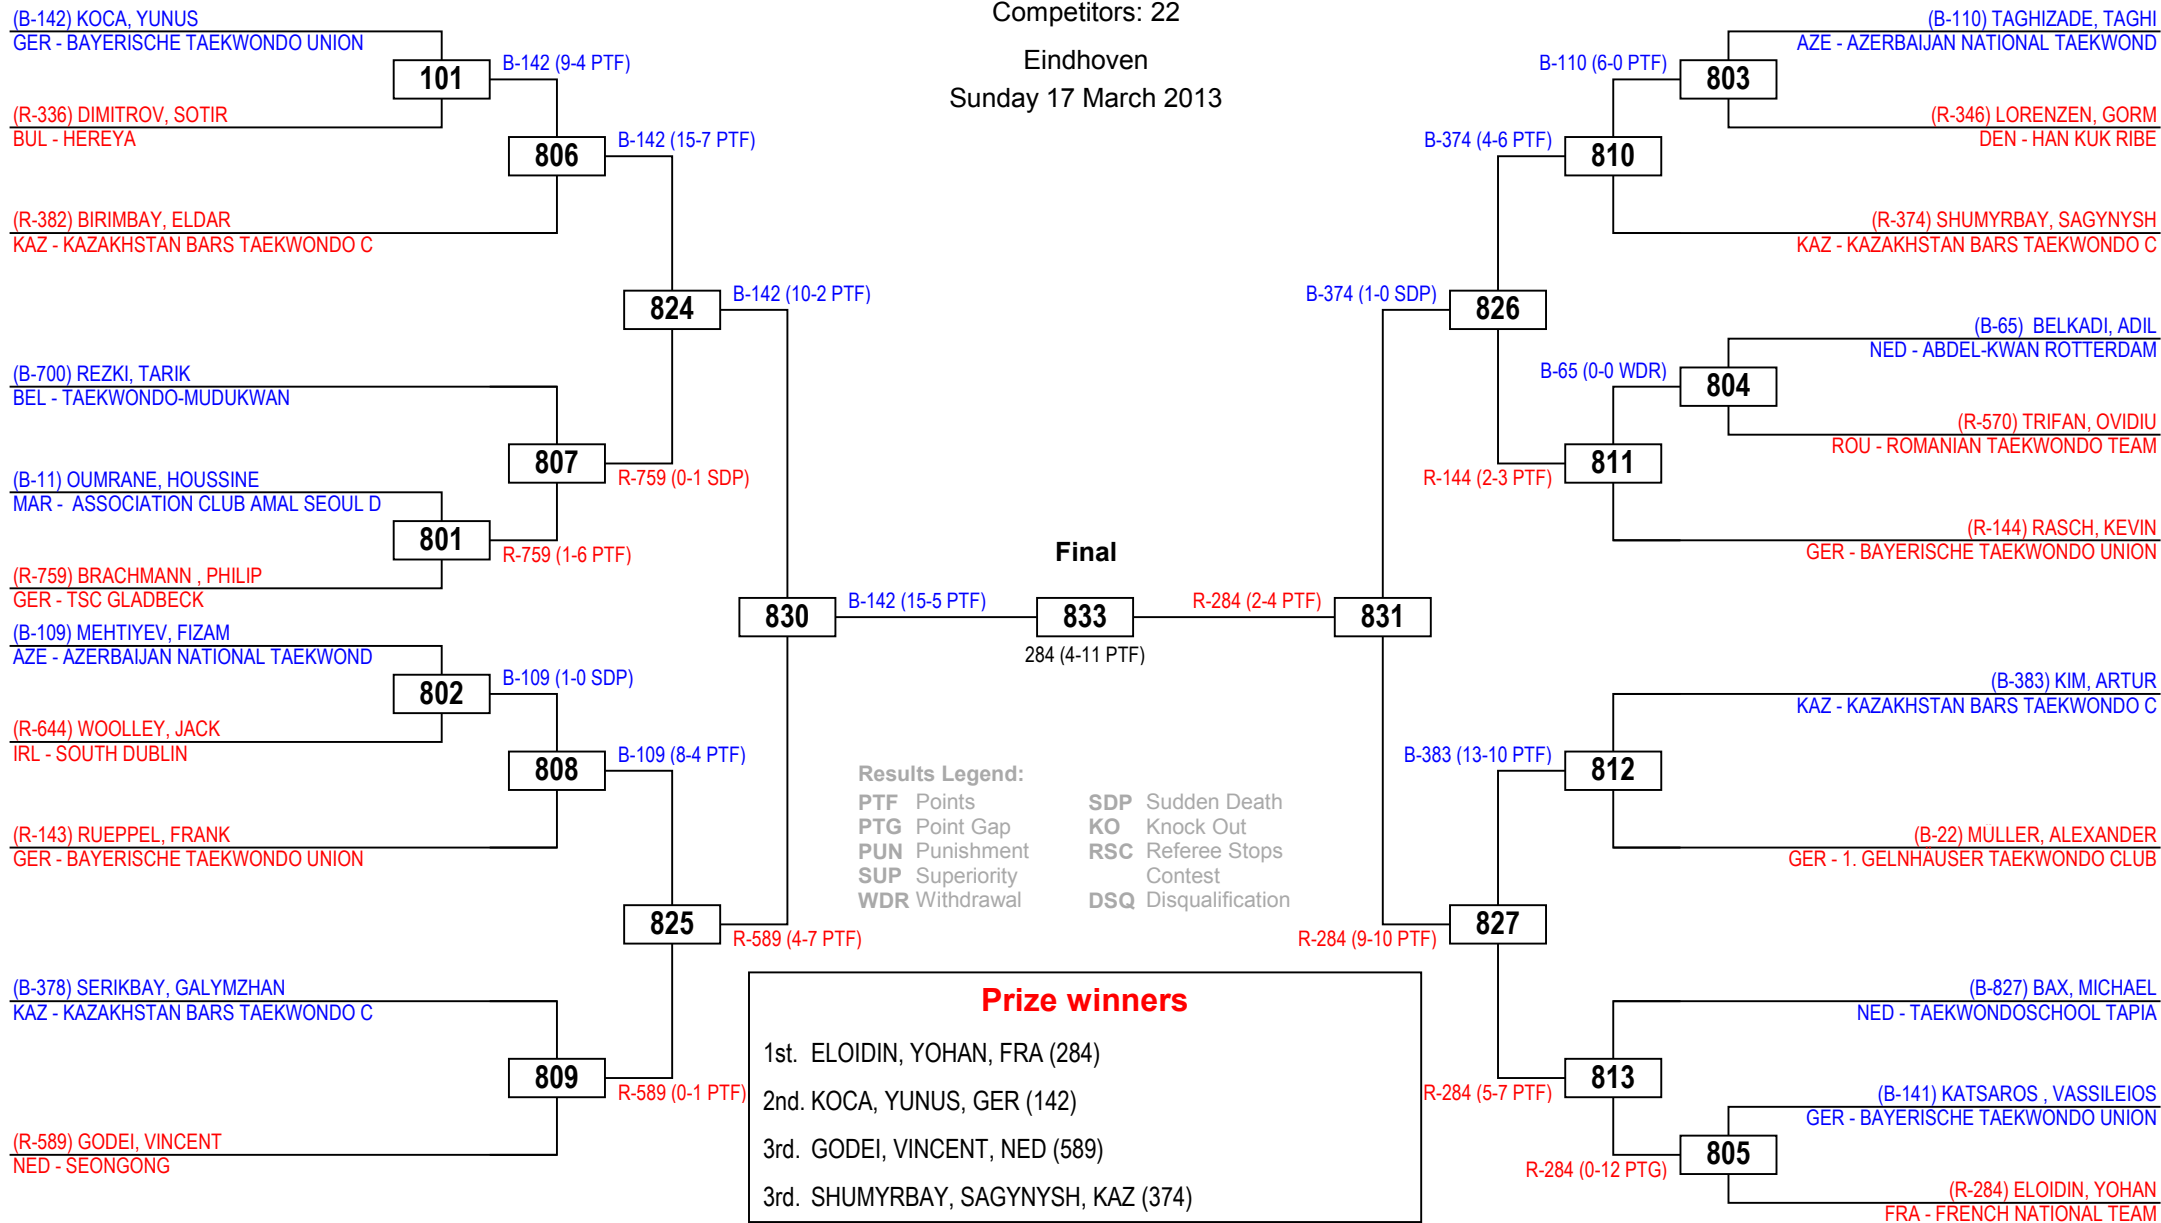 Competitors: 22
Eindhoven
Sunday 17 March 2013
(B-142) KOCA, YUNUS
GER - BAYERISCHE TAEKWONDO UNION
101
B-142 (9-4 PTF)
(R-336) DIMITROV, SOTIR
BUL - HEREYA
806
B-142 (15-7 PTF)
(R-382) BIRIMBAY, ELDAR
KAZ - KAZAKHSTAN BARS TAEKWONDO C
824
B-142 (10-2 PTF)
(B-700) REZKI, TARIK
BEL - TAEKWONDO-MUDUKWAN
807
R-759 (0-1 SDP)
(B-11) OUMRANE, HOUSSINE
MAR - ASSOCIATION CLUB AMAL SEOUL D
801
R-759 (1-6 PTF)
(R-759) BRACHMANN , PHILIP
GER - TSC GLADBECK
830
B-142 (15-5 PTF)
(B-109) MEHTIYEV, FIZAM
AZE - AZERBAIJAN NATIONAL TAEKWOND
802
B-109 (1-0 SDP)
(R-644) WOOLLEY, JACK
IRL - SOUTH DUBLIN
808
B-109 (8-4 PTF)
(R-143) RUEPPEL, FRANK
GER - BAYERISCHE TAEKWONDO UNION
825
R-589 (4-7 PTF)
(B-378) SERIKBAY, GALYMZHAN
KAZ - KAZAKHSTAN BARS TAEKWONDO C
809
R-589 (0-1 PTF)
(R-589) GODEI, VINCENT
NED - SEONGONG
Final
833
284 (4-11 PTF)
(B-110) TAGHIZADE, TAGHI
AZE - AZERBAIJAN NATIONAL TAEKWOND
B-110 (6-0 PTF)
803
(R-346) LORENZEN, GORM
DEN - HAN KUK RIBE
B-374 (4-6 PTF)
810
(R-374) SHUMYRBAY, SAGYNYSH
KAZ - KAZAKHSTAN BARS TAEKWONDO C
B-374 (1-0 SDP)
826
(B-65) BELKADI, ADIL
NED - ABDEL-KWAN ROTTERDAM
B-65 (0-0 WDR)
804
(R-570) TRIFAN, OVIDIU
ROU - ROMANIAN TAEKWONDO TEAM
811
R-144 (2-3 PTF)
(R-144) RASCH, KEVIN
GER - BAYERISCHE TAEKWONDO UNION
R-284 (2-4 PTF)
831
(B-383) KIM, ARTUR
KAZ - KAZAKHSTAN BARS TAEKWONDO C
B-383 (13-10 PTF)
812
(B-22) MÜLLER, ALEXANDER
GER - 1. GELNHAUSER TAEKWONDO CLUB
827
R-284 (9-10 PTF)
(B-827) BAX, MICHAEL
NED - TAEKWONDOSCHOOL TAPIA
813
R-284 (5-7 PTF)
(B-141) KATSAROS , VASSILEIOS
GER - BAYERISCHE TAEKWONDO UNION
805
R-284 (0-12 PTG)
(R-284) ELOIDIN, YOHAN
FRA - FRENCH NATIONAL TEAM
Results Legend:
PTF Points SDP Sudden Death
PTG Point Gap KO Knock Out
PUN Punishment RSC Referee Stops
SUP Superiority Contest
WDR Withdrawal DSQ Disqualification
Prize winners
1st. ELOIDIN, YOHAN, FRA (284)
2nd. KOCA, YUNUS, GER (142)
3rd. GODEI, VINCENT, NED (589)
3rd. SHUMYRBAY, SAGYNYSH, KAZ (374)